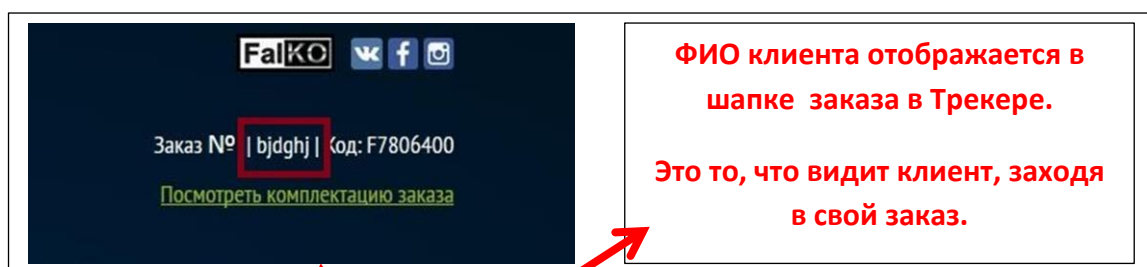 FalKO
Заказ № | bjdghj | Код: F7806400
Посмотреть комплектацию заказа
ФИО клиента отображается в
шапке заказа в Трекере.
Это то, что видит клиент, заходя
в свой заказ.